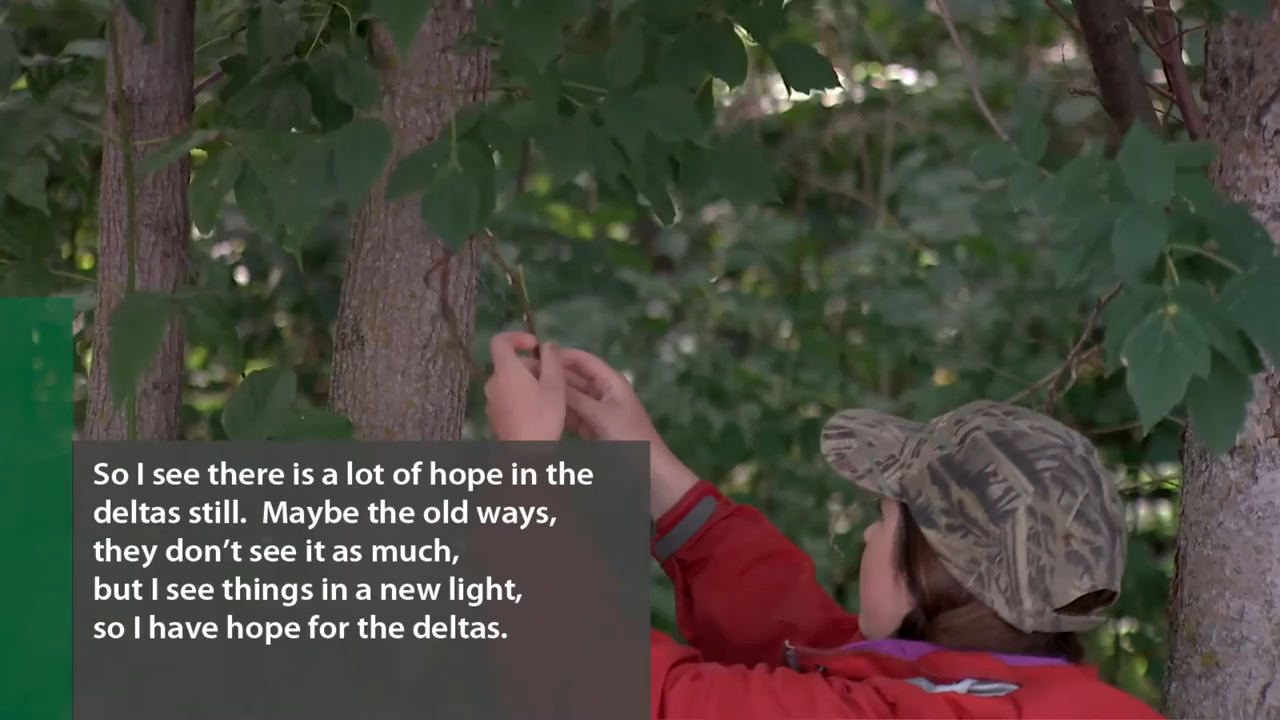 So I see there is a lot of hope in the
deltas still.  Maybe the old ways,
they don’t see it as much,
but I see things in a new light,
so I have hope for the deltas.